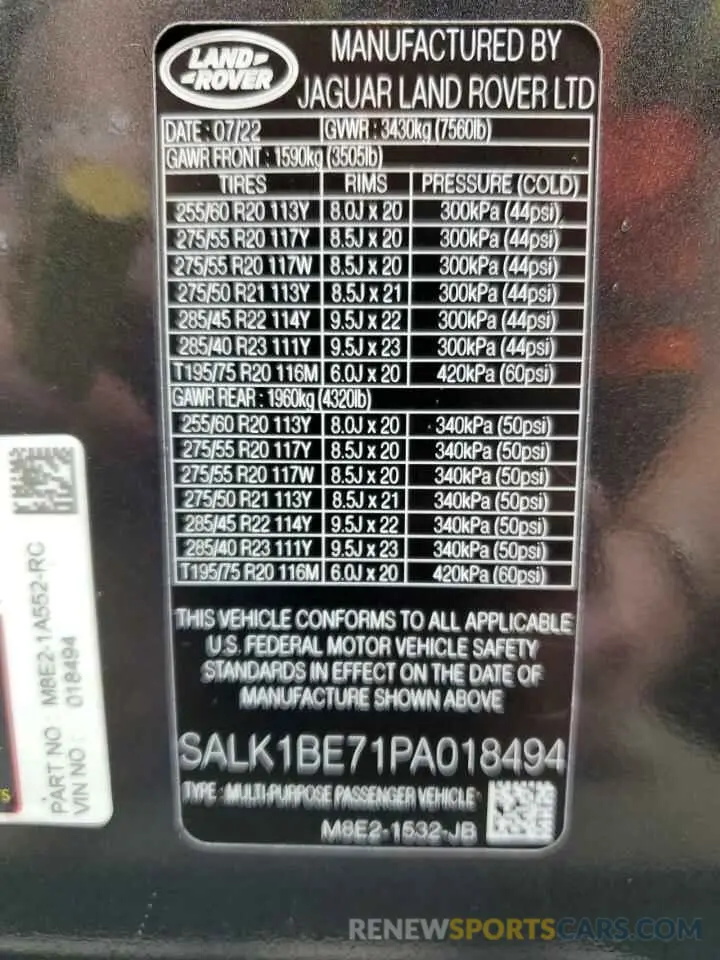 LAND
ROVER
MANUFACTURED BY
JAGUAR LAND ROVER LTD
DATE : 07/22 GVWR : 3430kg (7560lb)
GAWR FRONT : 1590kg (3505lb)
TIRES RIMS PRESSURE (COLD)
255/60 R20 113Y 8.0J x 20 300kPa (44psi)
275/55 R20 117Y 8.5J x 20 300kPa (44psi)
275/55 R20 117W 8.5J x 20 300kPa (44psi)
275/50 R21 113Y 8.5J x 21 300kPa (44psi)
285/45 R22 114Y 9.5J x 22 300kPa (44psi)
285/40 R23 111Y 9.5J x 23 300kPa (44psi)
T195/75 R20 116M 6.0J x 20 420kPa (60psi)
GAWR REAR : 1960kg (4320lb)
255/60 R20 113Y 8.0J x 20 340kPa (50psi)
275/55 R20 117Y 8.5J x 20 340kPa (50psi)
275/55 R20 117W 8.5J x 20 340kPa (50psi)
275/50 R21 113Y 8.5J x 21 340kPa (50psi)
285/45 R22 114Y 9.5J x 22 340kPa (50psi)
285/40 R23 111Y 9.5J x 23 340kPa (50psi)
T195/75 R20 116M 6.0J x 20 420kPa (60psi)
THIS VEHICLE CONFORMS TO ALL APPLICABLE
U.S. FEDERAL MOTOR VEHICLE SAFETY
STANDARDS IN EFFECT ON THE DATE OF
MANUFACTURE SHOWN ABOVE
SALK1BE71PA018494
TYPE : MULTI-PURPOSE PASSENGER VEHICLE
M8E2-1532-JB
PART NO : M8E2-1A552-RC
VIN NO : 018494
RENEWSPORTSCARS.COM